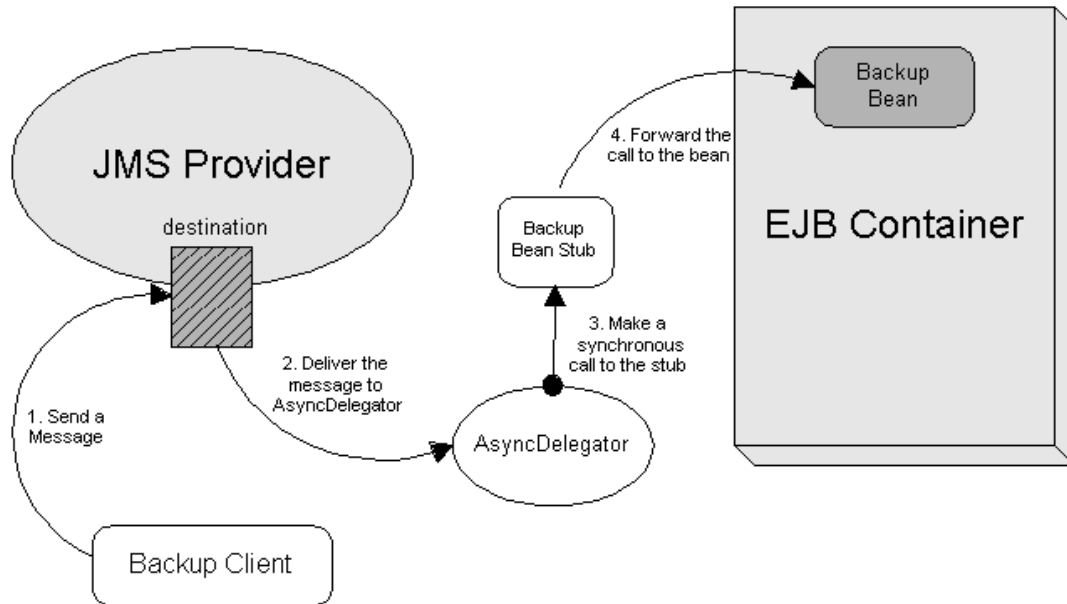 JMS Provider
destination
1. Send a
Message
Backup Client
2. Deliver the
message to
AsyncDelegator
AsyncDelegator
3. Make a
synchronous
call to the stub
Backup
Bean Stub
4. Forward the
call to the bean
Backup
Bean
EJB Container